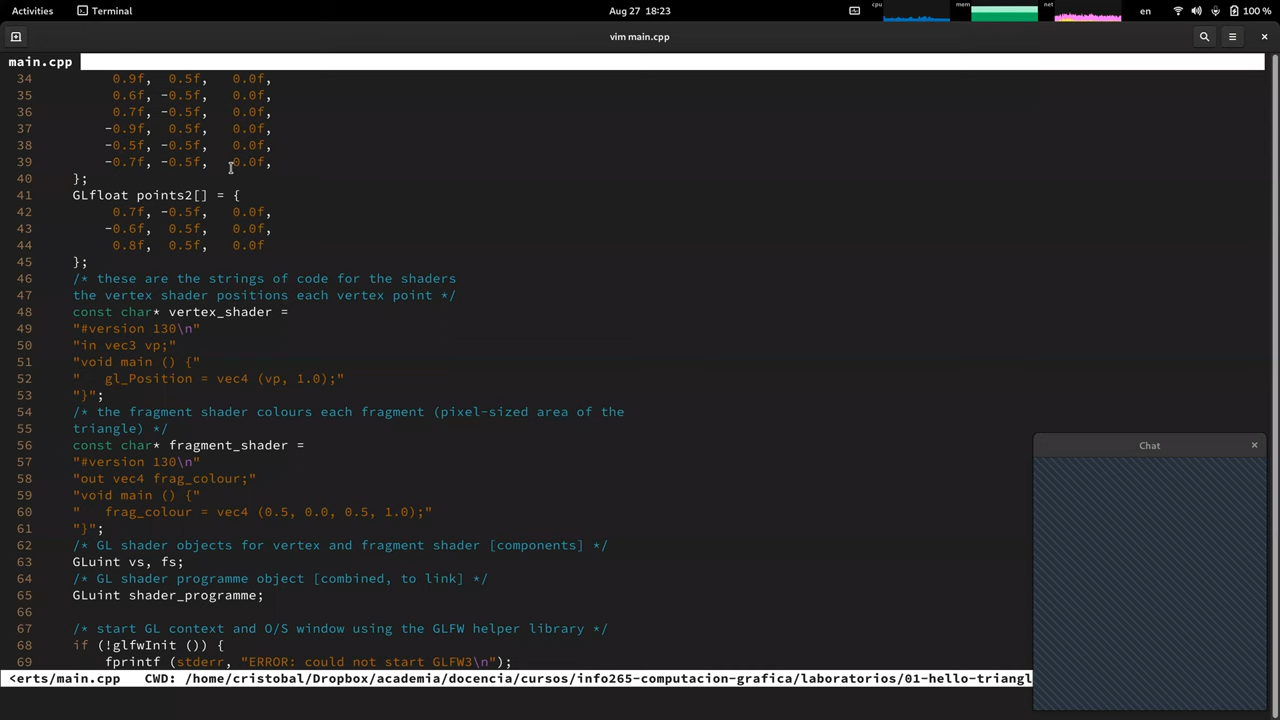 Activities Terminal Aug 27 18:23 cpu mem net en 100 %
vim main.cpp
main.cpp
34 0.9f, 0.5f, 0.0f,
35 0.6f, -0.5f, 0.0f,
36 0.7f, -0.5f, 0.0f,
37 -0.9f, 0.5f, 0.0f,
38 -0.5f, -0.5f, 0.0f,
39 -0.7f, -0.5f, 0.0f,
40 };
41 GLfloat points2[] = {
42 0.7f, -0.5f, 0.0f,
43 -0.6f, 0.5f, 0.0f,
44 0.8f, 0.5f, 0.0f
45 };
46 /* these are the strings of code for the shaders
47 the vertex shader positions each vertex point */
48 const char* vertex_shader =
49 "#version 130\n"
50 "in vec3 vp;"
51 "void main () {"
52 " gl_Position = vec4 (vp, 1.0);"
53 "}";
54 /* the fragment shader colours each fragment (pixel-sized area of the
55 triangle) */
56 const char* fragment_shader =
57 "#version 130\n"
58 "out vec4 frag_colour;"
59 "void main () {"
60 " frag_colour = vec4 (0.5, 0.0, 0.5, 1.0);"
61 "}";
62 /* GL shader objects for vertex and fragment shader [components] */
63 GLuint vs, fs;
64 /* GL shader programme object [combined, to link] */
65 GLuint shader_programme;
66
67 /* start GL context and O/S window using the GLFW helper library */
68 if (!glfwInit ()) {
69 fprintf (stderr, "ERROR: could not start GLFW3\n");
<erts/main.cpp CWD: /home/cristobal/Dropbox/academia/docencia/cursos/info265-computacion-grafica/laboratorios/01-hello-triangl
Chat